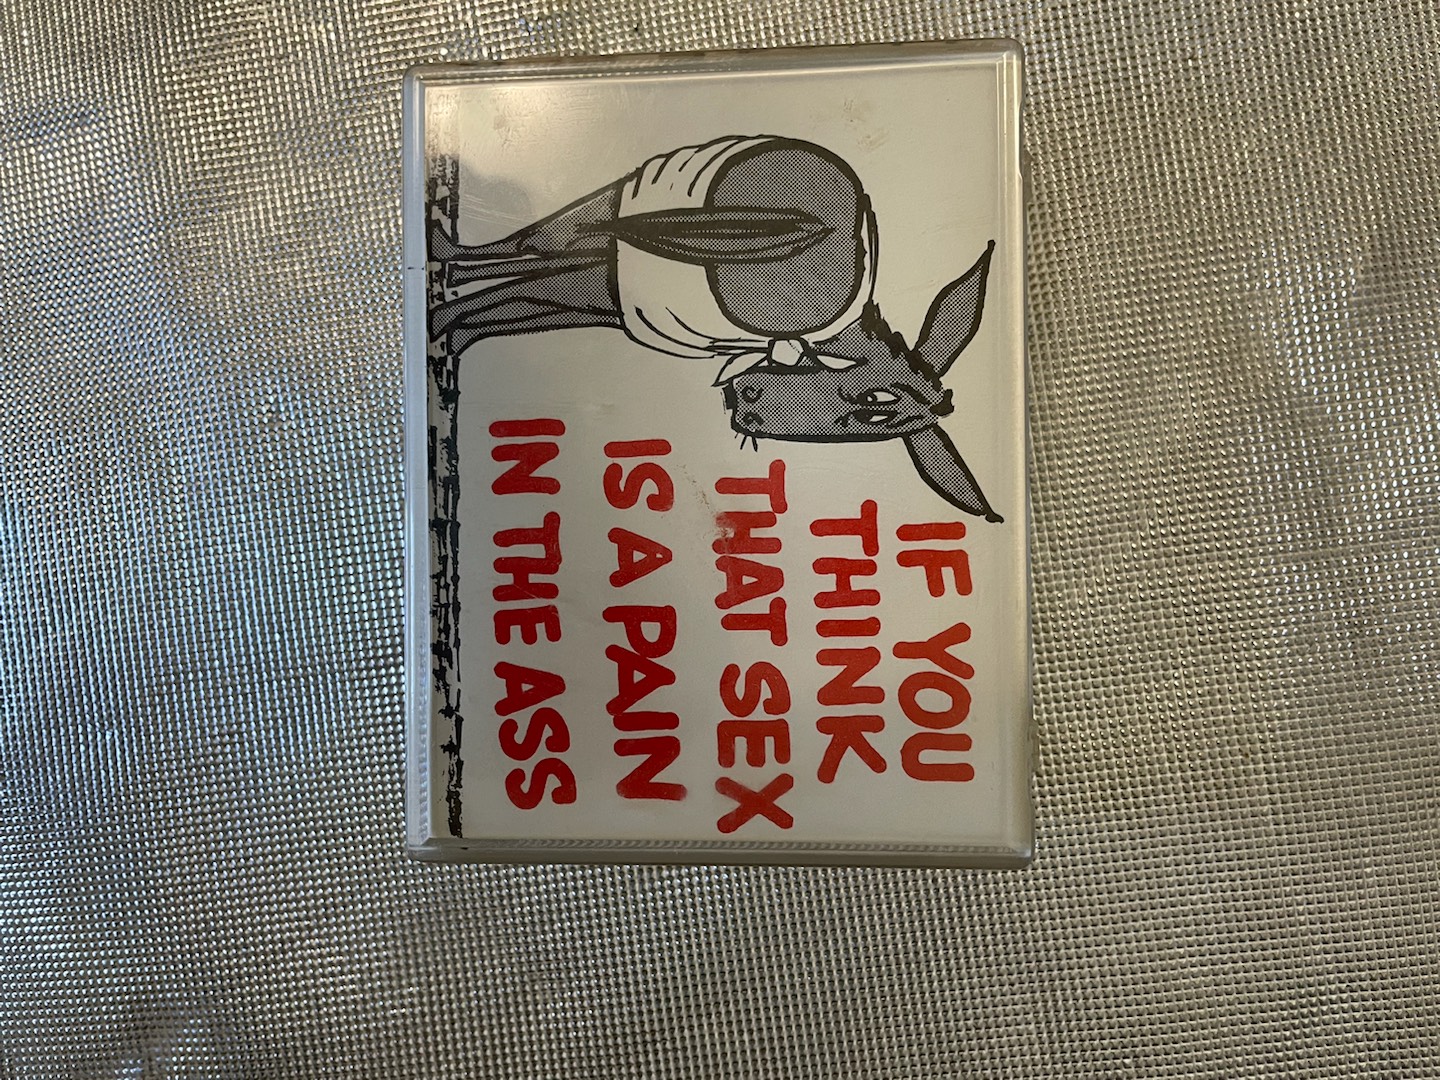 IF YOU
THINK
THAT SEX
IS A PAIN
IN THE ASS